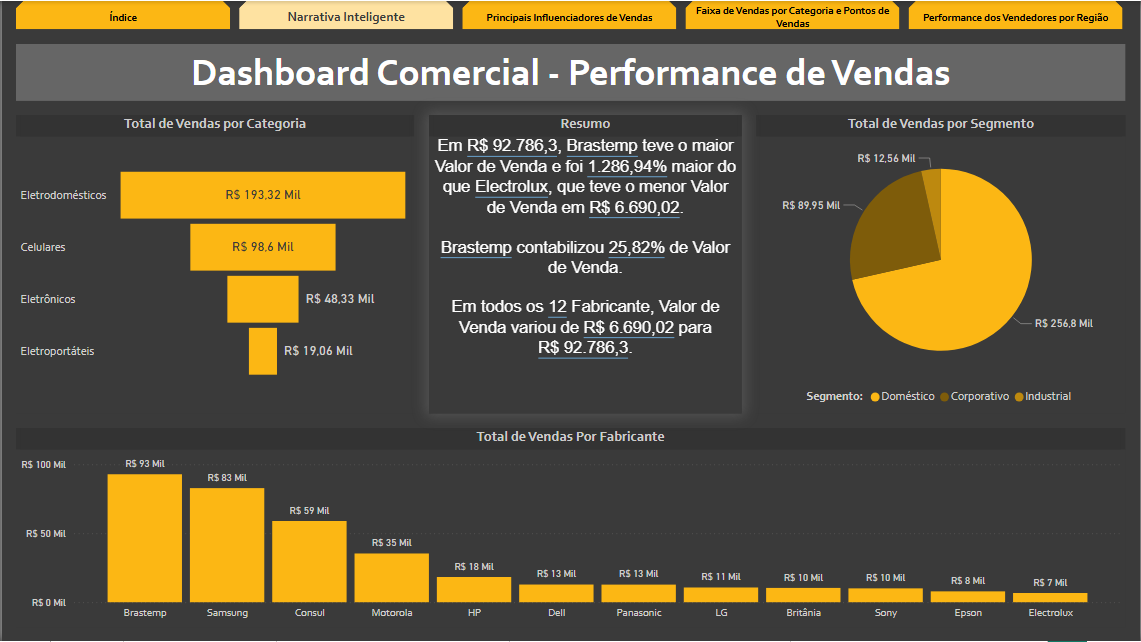 Índice
Narrativa Inteligente
Principais Influenciadores de Vendas
Faixa de Vendas por Categoria e Pontos de
Vendas
Performance dos Vendedores por Região
Dashboard Comercial - Performance de Vendas
Total de Vendas por Categoria
Eletrodomésticos
R$ 193,32 Mil
Celulares
R$ 98,6 Mil
Eletrônicos
R$ 48,33 Mil
Eletroportáteis
R$ 19,06 Mil
Resumo
Em R$ 92.786,3, Brastemp teve o maior
Valor de Venda e foi 1.286,94% maior do
que Electrolux, que teve o menor Valor
de Venda em R$ 6.690,02.
Brastemp contabilizou 25,82% de Valor
de Venda.
Em todos os 12 Fabricante, Valor de
Venda variou de R$ 6.690,02 para
R$ 92.786,3.
Total de Vendas por Segmento
R$ 12,56 Mil
R$ 89,95 Mil
R$ 256,8 Mil
Segmento: Doméstico Corporativo Industrial
Total de Vendas Por Fabricante
R$ 100 Mil
R$ 50 Mil
R$ 0 Mil
R$ 93 Mil
R$ 83 Mil
R$ 59 Mil
R$ 35 Mil
R$ 18 Mil
R$ 13 Mil
R$ 13 Mil
R$ 11 Mil
R$ 10 Mil
R$ 10 Mil
R$ 8 Mil
R$ 7 Mil
Brastemp
Samsung
Consul
Motorola
HP
Dell
Panasonic
LG
Britânia
Sony
Epson
Electrolux